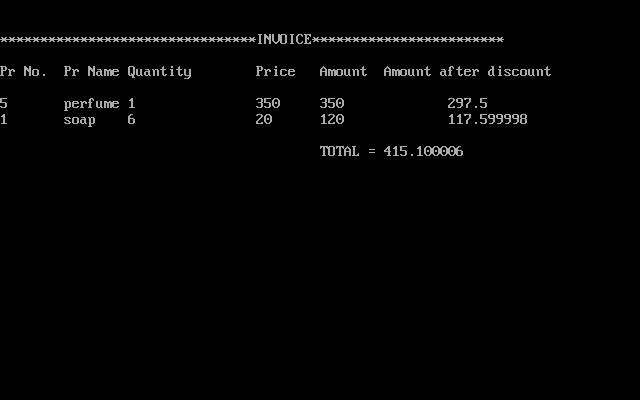 ********************************INVOICE************************
Pr No. Pr Name Quantity Price Amount Amount after discount
5 perfume 1 350 350 297.5
1 soap 6 20 120 117.599998
TOTAL = 415.100006